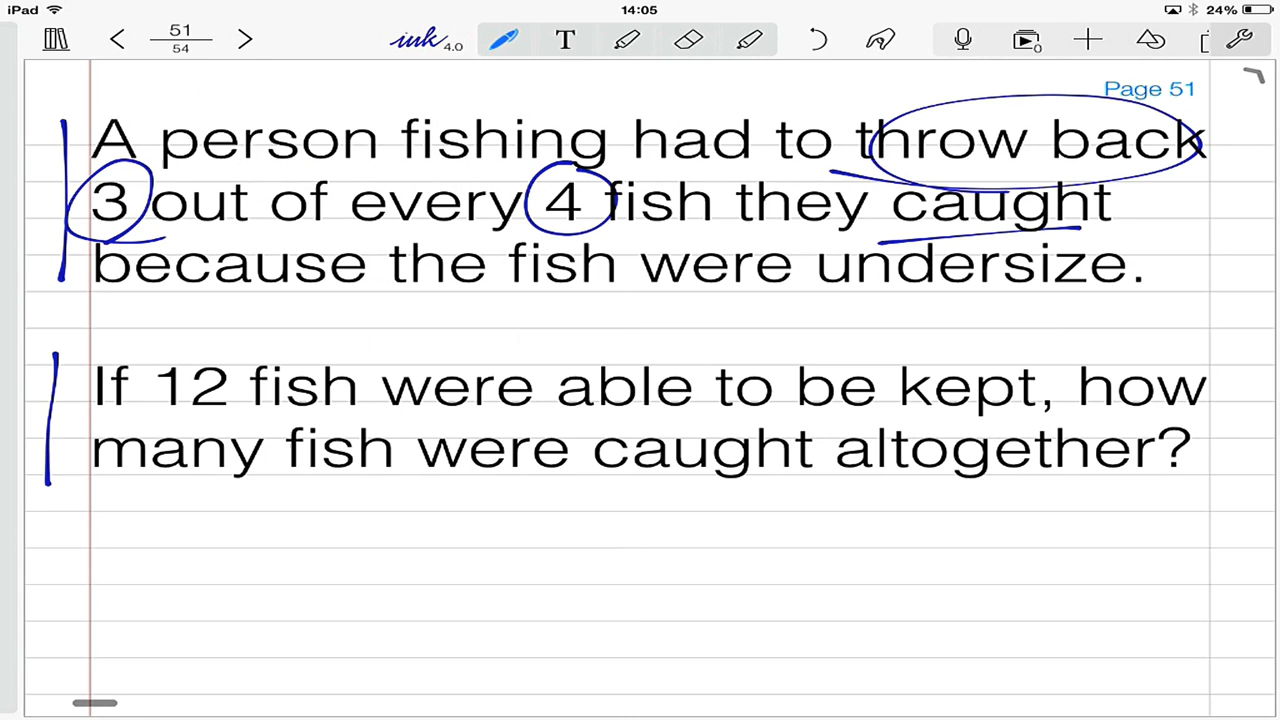 iPad 14:05 24%
51
54
ink 4.0 T 0
Page 51
A person fishing had to throw back
3 out of every 4 fish they caught
because the fish were undersize.
If 12 fish were able to be kept, how
many fish were caught altogether?